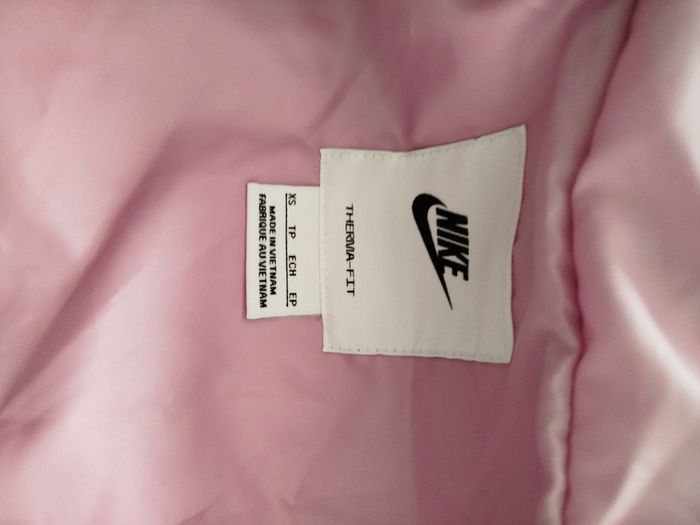 NIKE
THERMA-FIT
XS TP ECH EP
MADE IN VIETNAM
FABRIQUE AU VIETNAM